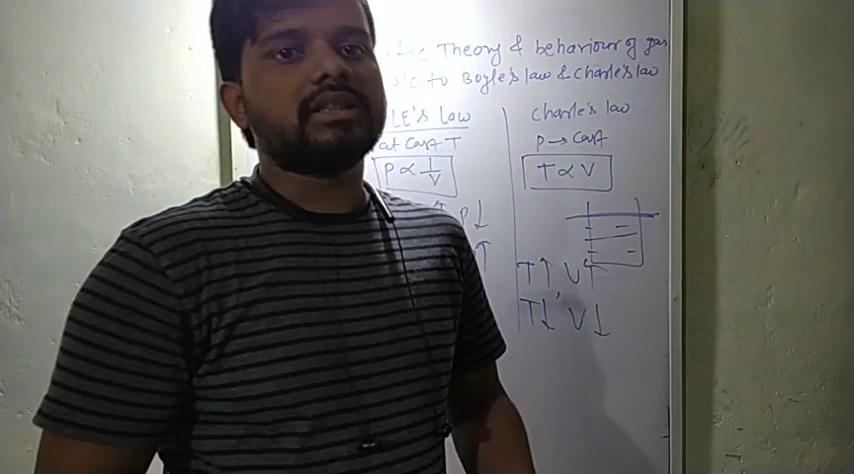 Theory & behaviour of gas
to Boyle's law & Charle's law
LE's Law
at Const T
P ∝ 1/V
P↓
↑
Charle's law
P → Const
T ∝ V
T↑ V↑
T↓ V↓